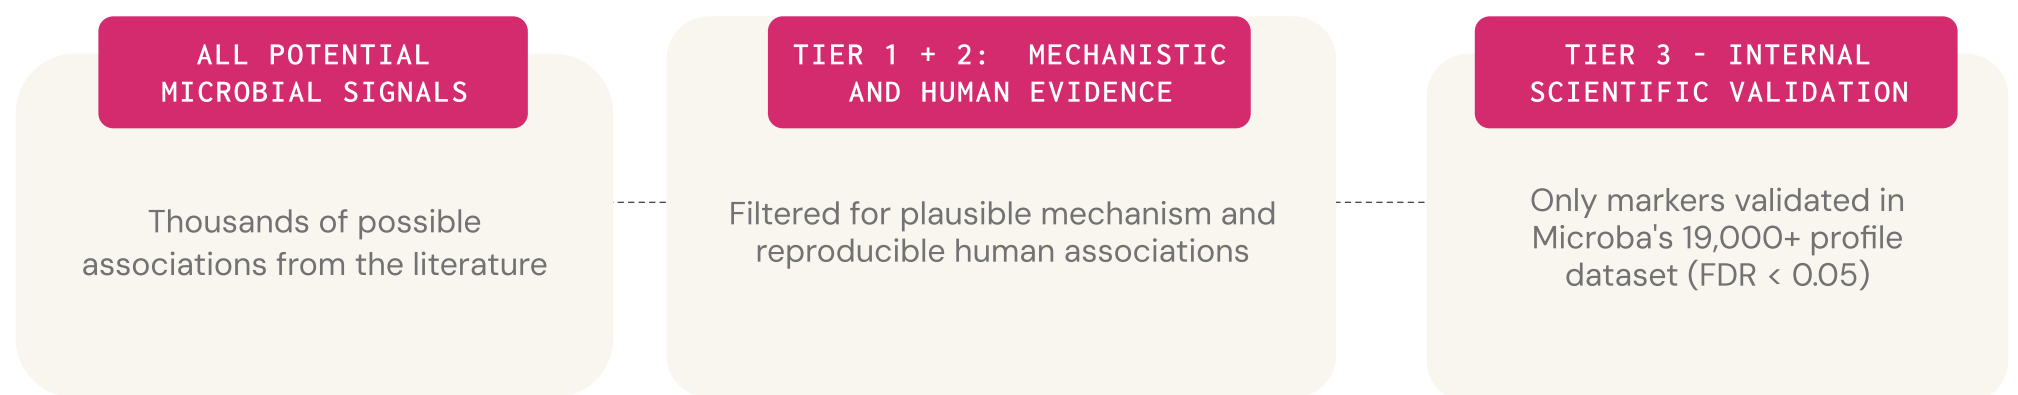 ALL POTENTIAL
MICROBIAL SIGNALS
Thousands of possible
associations from the literature
TIER 1 + 2:  MECHANISTIC
AND HUMAN EVIDENCE
Filtered for plausible mechanism and
reproducible human associations
TIER 3 - INTERNAL
SCIENTIFIC VALIDATION
Only markers validated in
Microba's 19,000+ profile
dataset (FDR < 0.05)